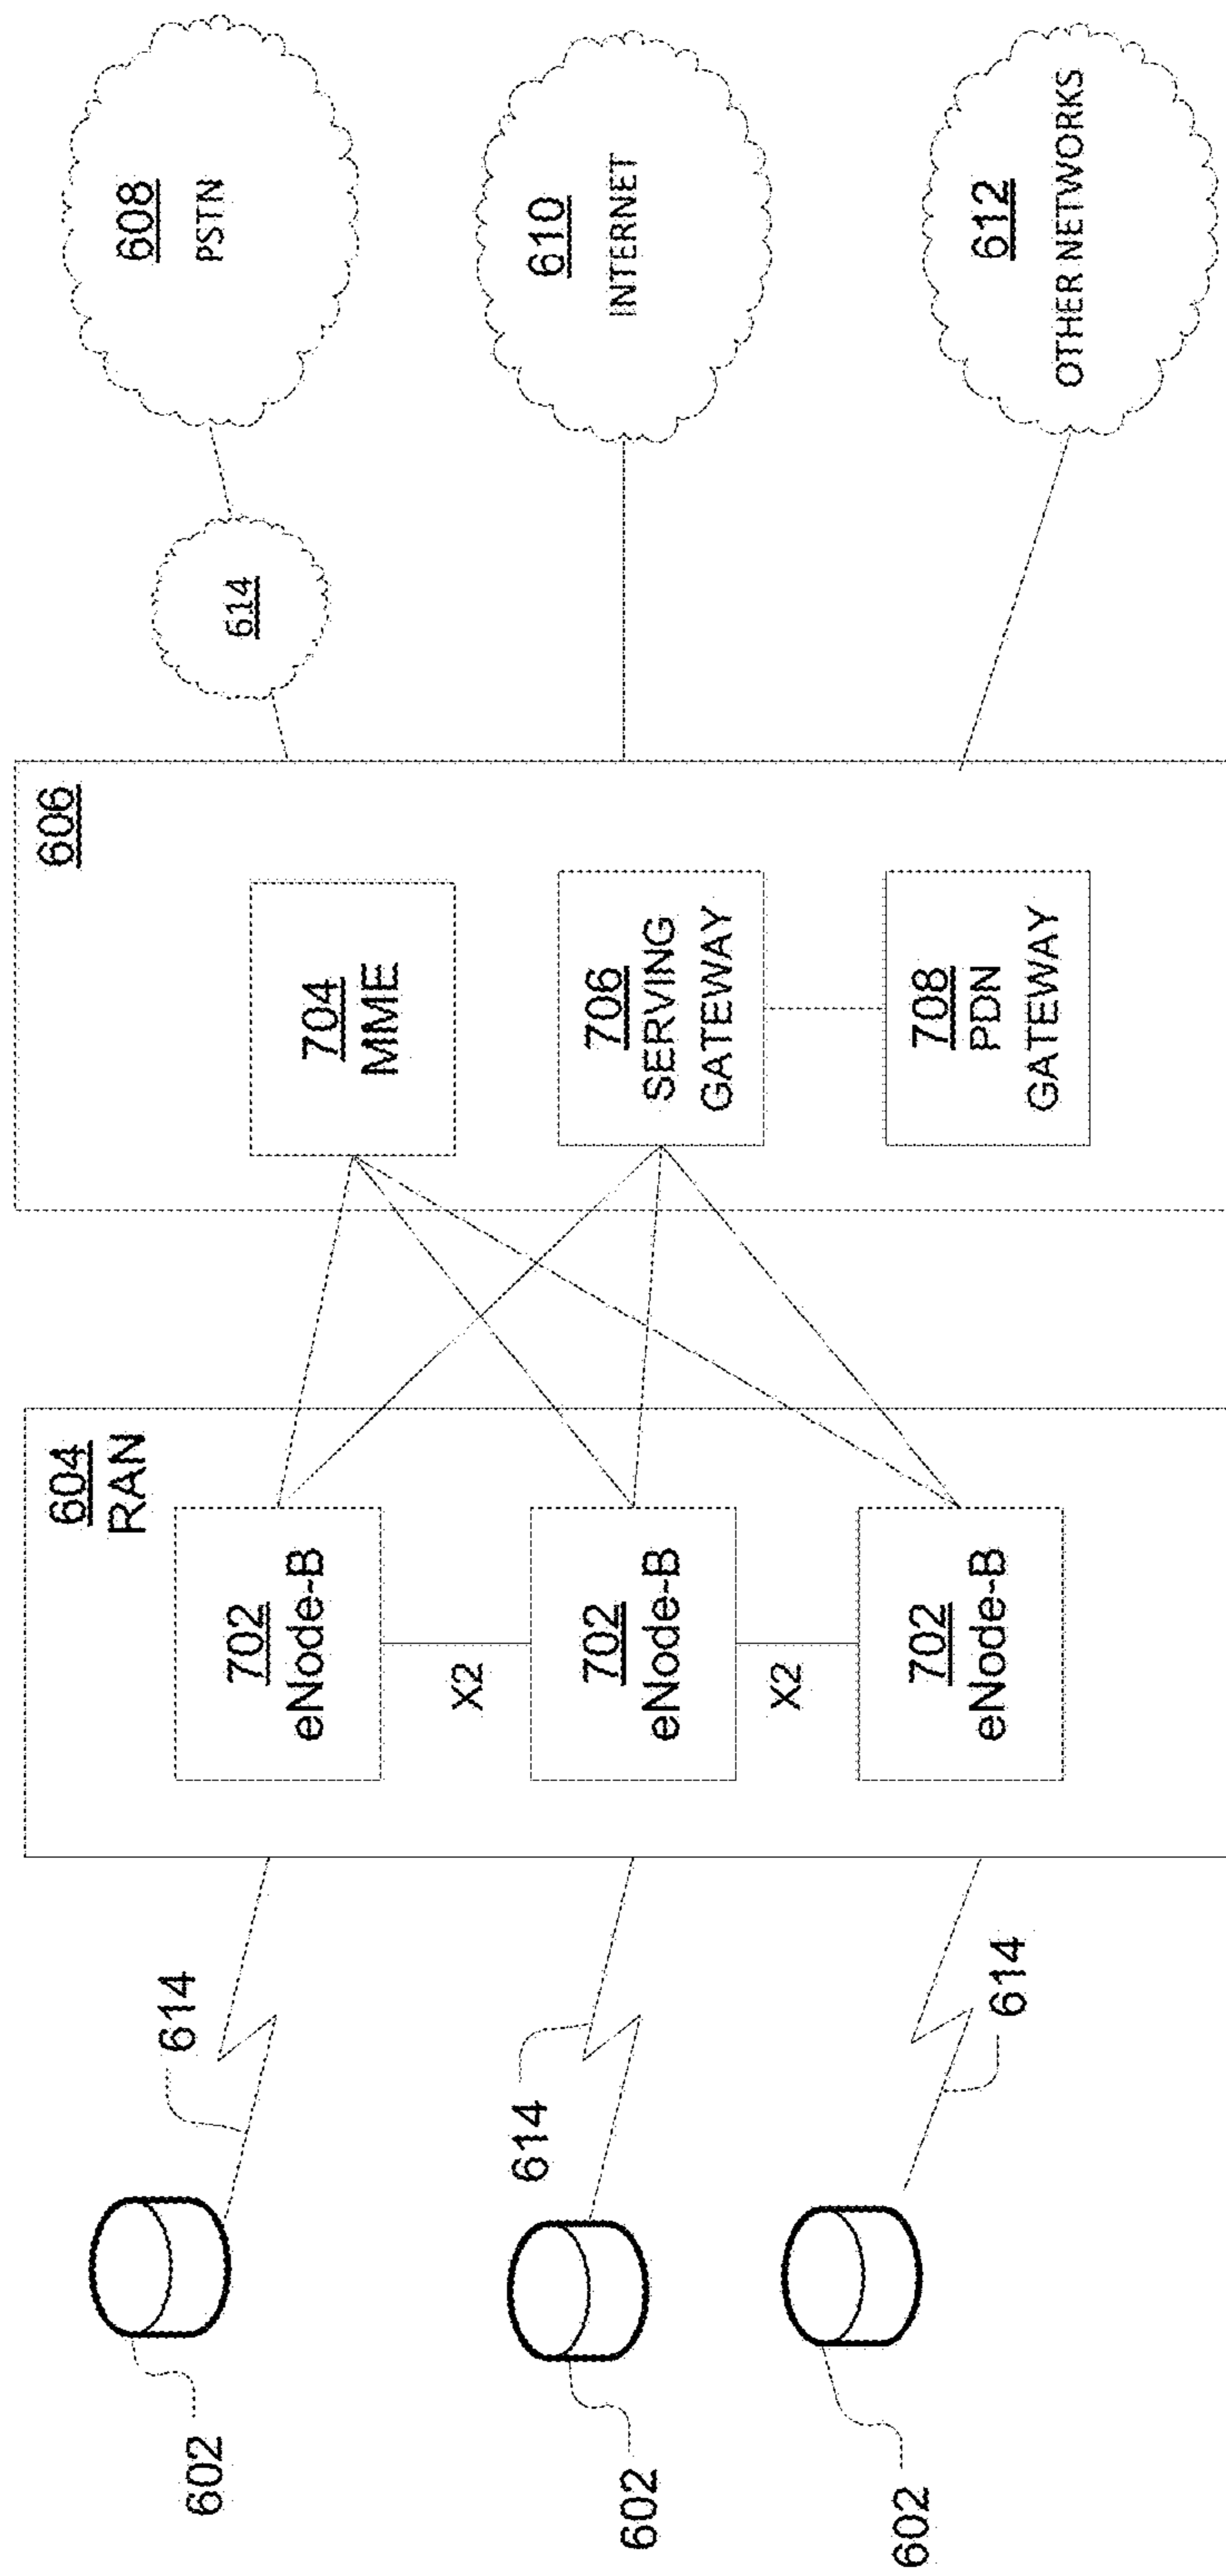 602
602
602
614
614
614
604
RAN
702
eNode-B
X2
702
eNode-B
X2
702
eNode-B
606
704
MME
706
SERVING
GATEWAY
708
PDN
GATEWAY
614
608
PSTN
610
INTERNET
612
OTHER NETWORKS